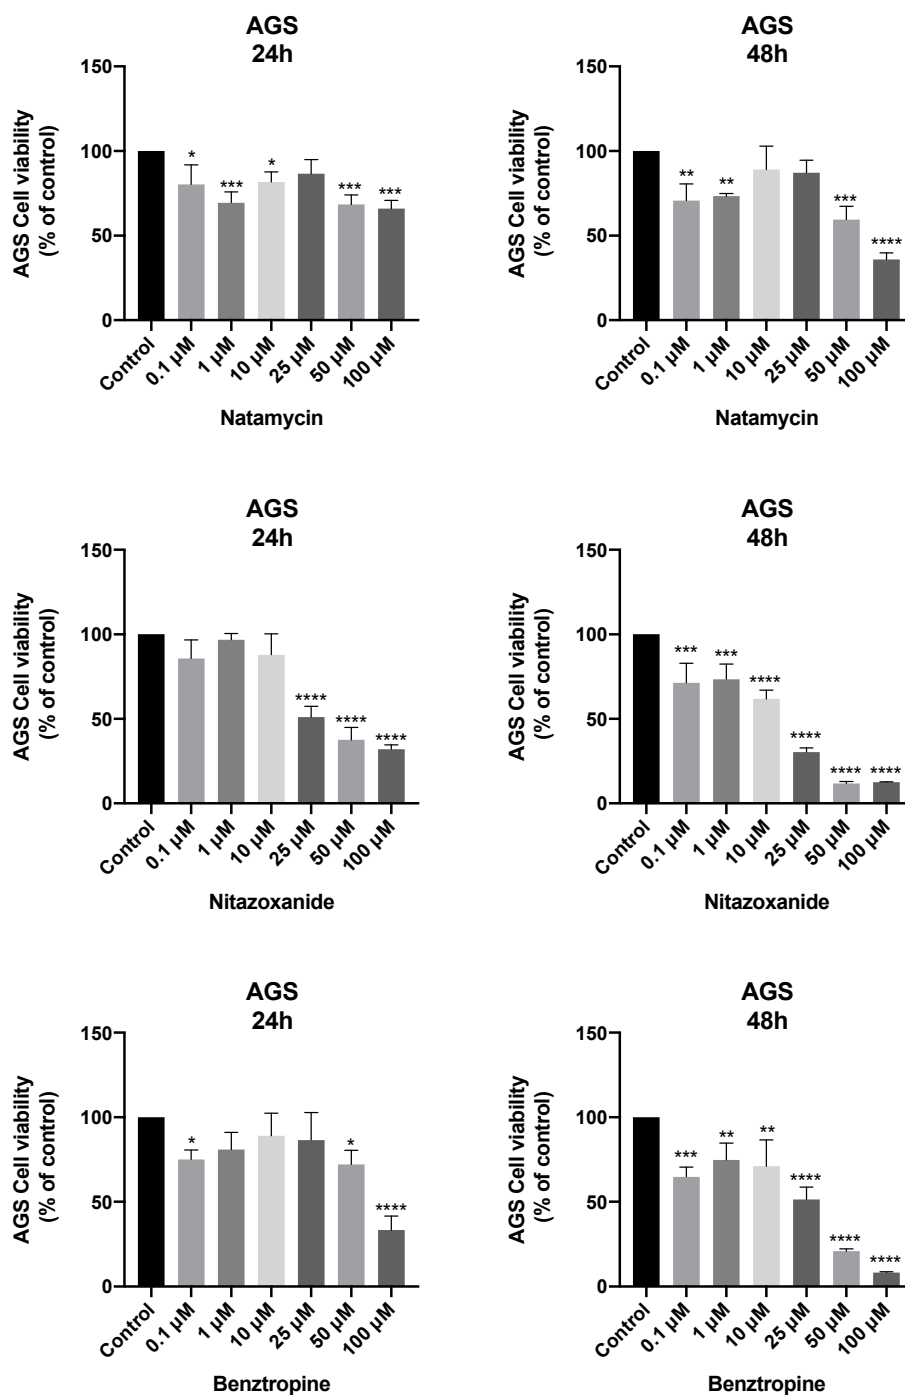 AGS
24h
AGS Cell viability
(% of control)
150
100
50
0
*
***
*
***
***
Control
0.1 µM
1 µM
10 µM
25 µM
50 µM
100 µM
Natamycin
AGS
48h
AGS Cell viability
(% of control)
150
100
50
0
**
**
***
****
Control
0.1 µM
1 µM
10 µM
25 µM
50 µM
100 µM
Natamycin
AGS
24h
AGS Cell viability
(% of control)
150
100
50
0
****
****
****
Control
0.1 µM
1 µM
10 µM
25 µM
50 µM
100 µM
Nitazoxanide
AGS
48h
AGS Cell viability
(% of control)
150
100
50
0
***
***
****
****
****
****
Control
0.1 µM
1 µM
10 µM
25 µM
50 µM
100 µM
Nitazoxanide
AGS
24h
AGS Cell viability
(% of control)
150
100
50
0
*
*
****
Control
0.1 µM
1 µM
10 µM
25 µM
50 µM
100 µM
Benztropine
AGS
48h
AGS Cell viability
(% of control)
150
100
50
0
***
**
**
****
****
****
Control
0.1 µM
1 µM
10 µM
25 µM
50 µM
100 µM
Benztropine